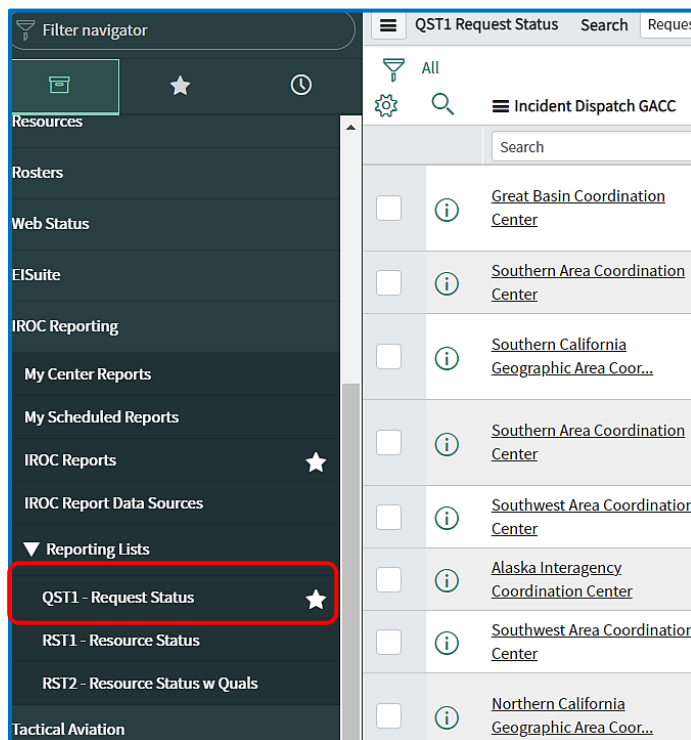 Filter navigator
Resources
Rosters
Web Status
EISuite
IROC Reporting
My Center Reports
My Scheduled Reports
IROC Reports
IROC Report Data Sources
Reporting Lists
QST1 - Request Status
RST1 - Resource Status
RST2 - Resource Status w Quals
Tactical Aviation
QST1 Request Status Search Reques
All
Incident Dispatch GACC
Search
Great Basin Coordination
Center
Southern Area Coordination
Center
Southern California
Geographic Area Coor...
Southern Area Coordination
Center
Southwest Area Coordination
Center
Alaska Interagency
Coordination Center
Southwest Area Coordination
Center
Northern California
Geographic Area Coor...